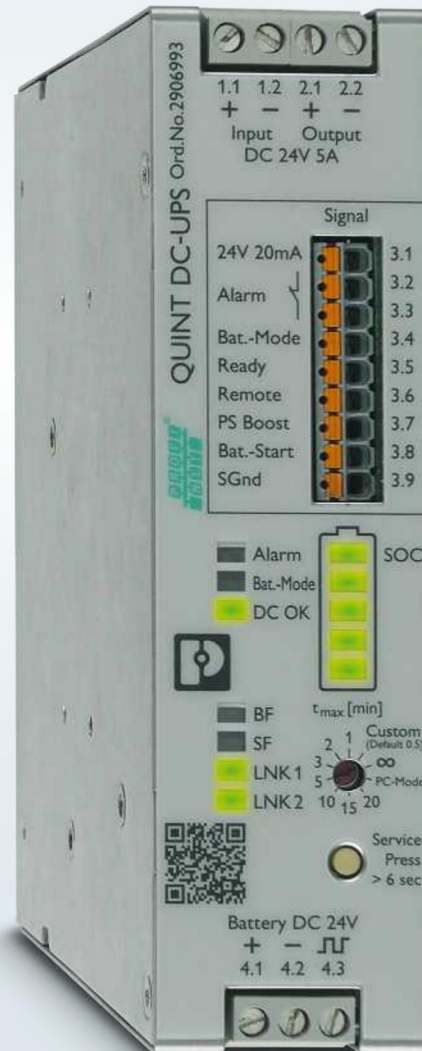 QUINT DC-UPS Ord.No.2906993
1.1 1.2 2.1 2.2
+ − + −
Input Output
DC 24V 5A
Signal
24V 20mA 3.1
3.2
Alarm
3.3
Bat.-Mode 3.4
Ready 3.5
Remote 3.6
PS Boost 3.7
Bat.-Start 3.8
SGnd 3.9
Alarm SOC
Bat.-Mode
DC OK
BF
SF
LNK 1
LNK 2
tmax [min]
Custom
(Default 0.5)
∞
PC-Mode
1
2
3
5
10 15 20
Service
Press
> 6 sec
Battery DC 24V
+ −
4.1 4.2 4.3